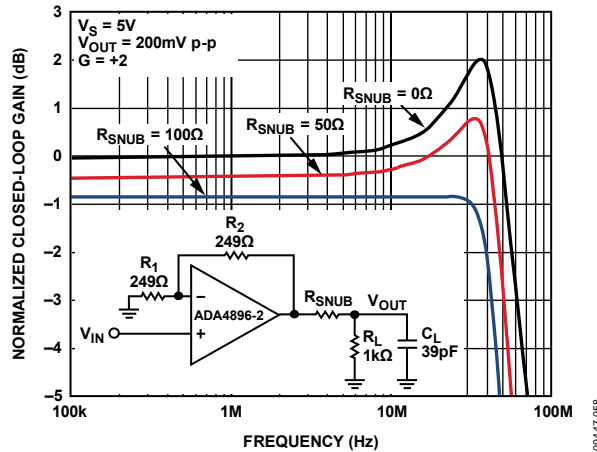 V_S = 5V
V_OUT = 200mV p-p
G = +2
R_SNUB = 0Ω
R_SNUB = 50Ω
R_SNUB = 100Ω
R_2
249Ω
R_1
249Ω
ADA4896-2
V_IN
−
+
R_SNUB
V_OUT
R_L
1kΩ
C_L
39pF
3
2
1
0
−1
−2
−3
−4
−5
NORMALIZED CLOSED-LOOP GAIN (dB)
100k
1M
10M
100M
FREQUENCY (Hz)
09447-058